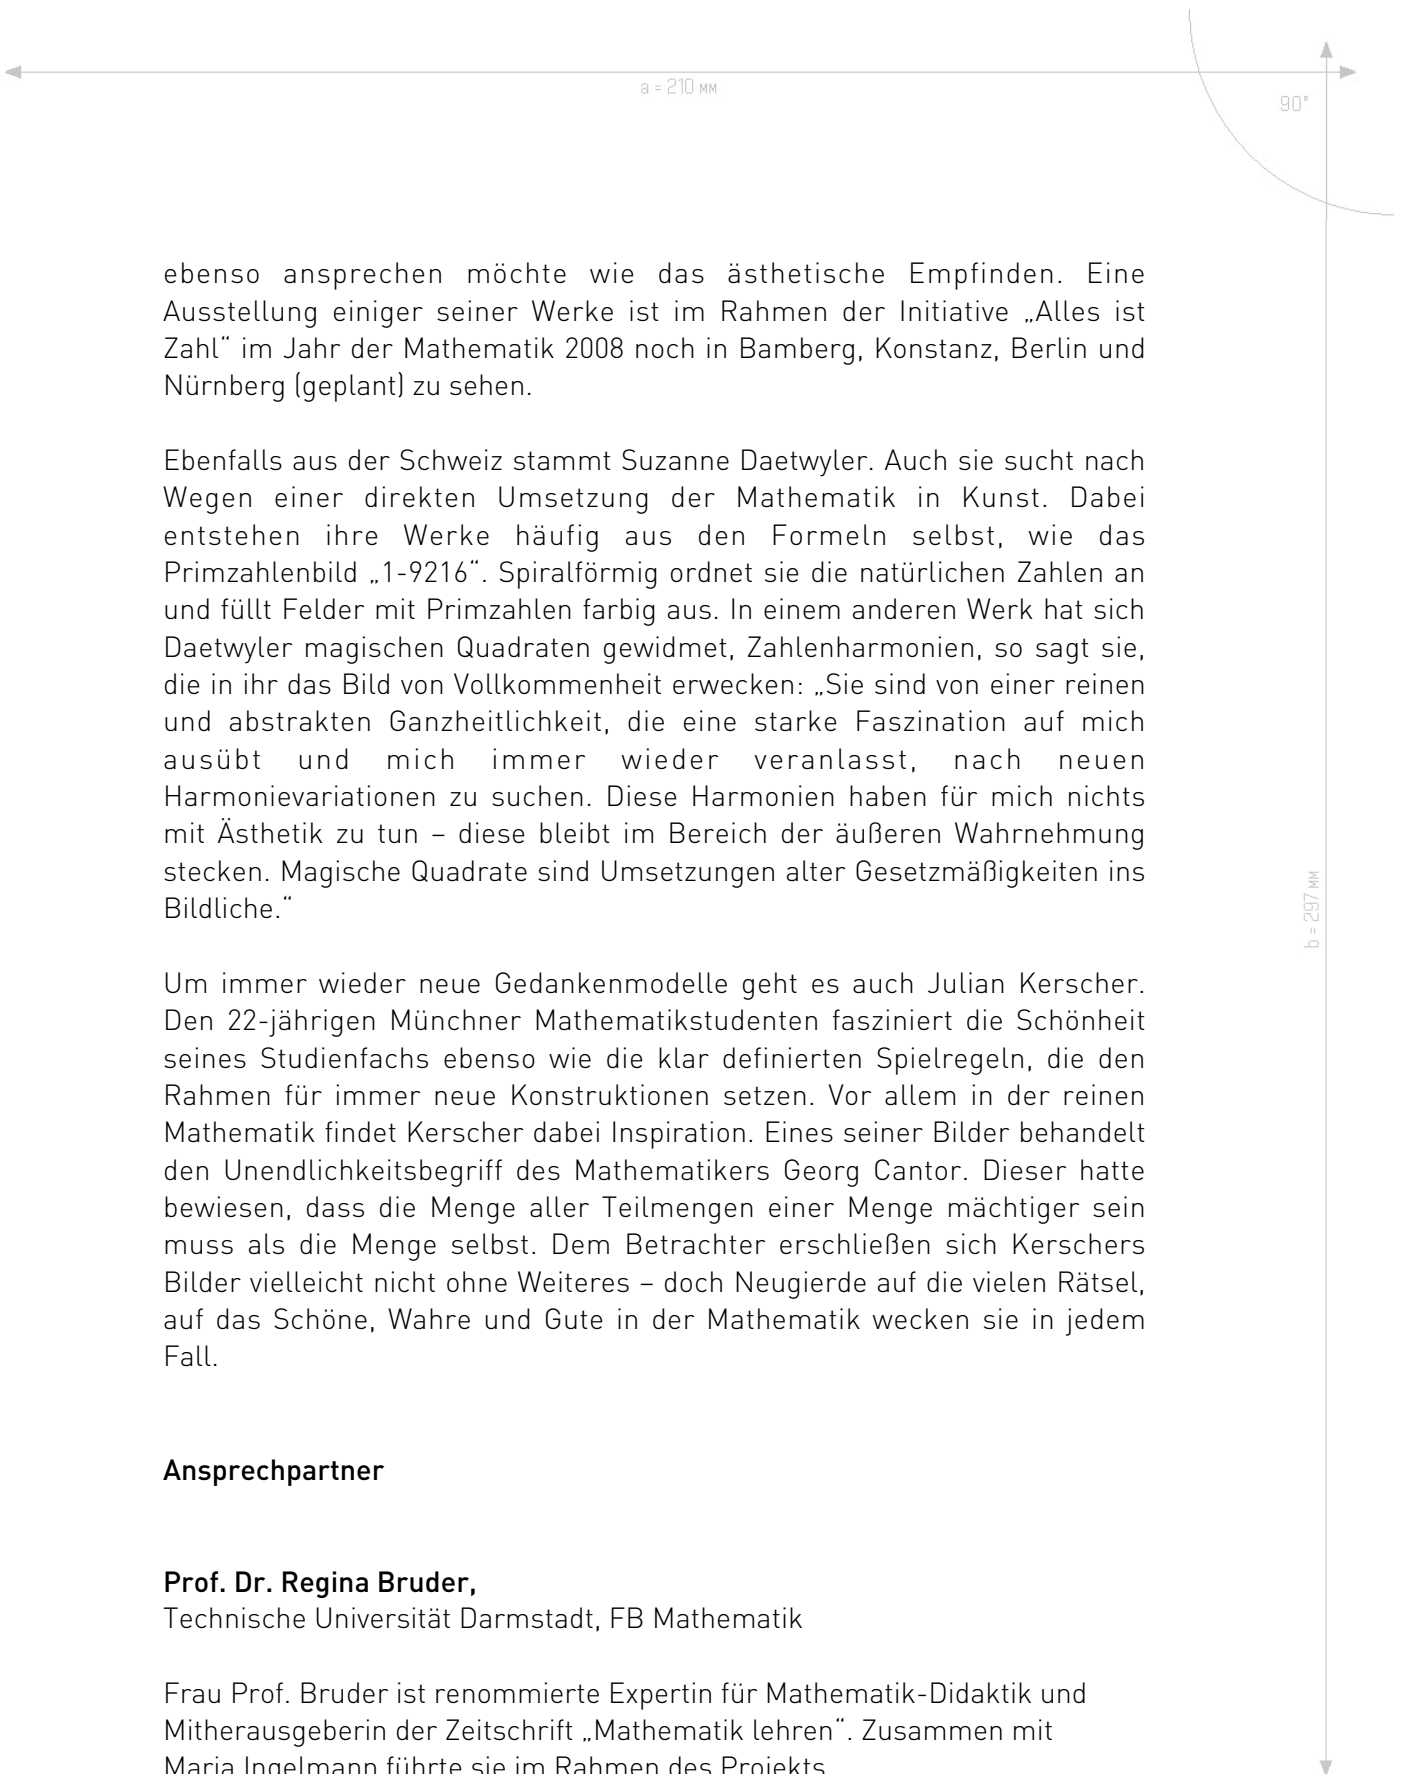 a = 210 мм
90°
ebenso ansprechen möchte wie das ästhetische Empfinden. Eine
Ausstellung einiger seiner Werke ist im Rahmen der Initiative „Alles ist
Zahl“ im Jahr der Mathematik 2008 noch in Bamberg, Konstanz, Berlin und
Nürnberg (geplant) zu sehen.
Ebenfalls aus der Schweiz stammt Suzanne Daetwyler. Auch sie sucht nach
Wegen einer direkten Umsetzung der Mathematik in Kunst. Dabei
entstehen ihre Werke häufig aus den Formeln selbst, wie das
Primzahlenbild „1-9216“. Spiralförmig ordnet sie die natürlichen Zahlen an
und füllt Felder mit Primzahlen farbig aus. In einem anderen Werk hat sich
Daetwyler magischen Quadraten gewidmet, Zahlenharmonien, so sagt sie,
die in ihr das Bild von Vollkommenheit erwecken: „Sie sind von einer reinen
und abstrakten Ganzheitlichkeit, die eine starke Faszination auf mich
ausübt und mich immer wieder veranlasst, nach neuen
Harmonievariationen zu suchen. Diese Harmonien haben für mich nichts
mit Ästhetik zu tun – diese bleibt im Bereich der äußeren Wahrnehmung
stecken. Magische Quadrate sind Umsetzungen alter Gesetzmäßigkeiten ins
Bildliche.“
b = 297 мм
Um immer wieder neue Gedankenmodelle geht es auch Julian Kerscher.
Den 22-jährigen Münchner Mathematikstudenten fasziniert die Schönheit
seines Studienfachs ebenso wie die klar definierten Spielregeln, die den
Rahmen für immer neue Konstruktionen setzen. Vor allem in der reinen
Mathematik findet Kerscher dabei Inspiration. Eines seiner Bilder behandelt
den Unendlichkeitsbegriff des Mathematikers Georg Cantor. Dieser hatte
bewiesen, dass die Menge aller Teilmengen einer Menge mächtiger sein
muss als die Menge selbst. Dem Betrachter erschließen sich Kerschers
Bilder vielleicht nicht ohne Weiteres – doch Neugierde auf die vielen Rätsel,
auf das Schöne, Wahre und Gute in der Mathematik wecken sie in jedem
Fall.
Ansprechpartner
Prof. Dr. Regina Bruder,
Technische Universität Darmstadt, FB Mathematik
Frau Prof. Bruder ist renommierte Expertin für Mathematik-Didaktik und
Mitherausgeberin der Zeitschrift „Mathematik lehren“. Zusammen mit
Maria Ingelmann führte sie im Rahmen des Projekts